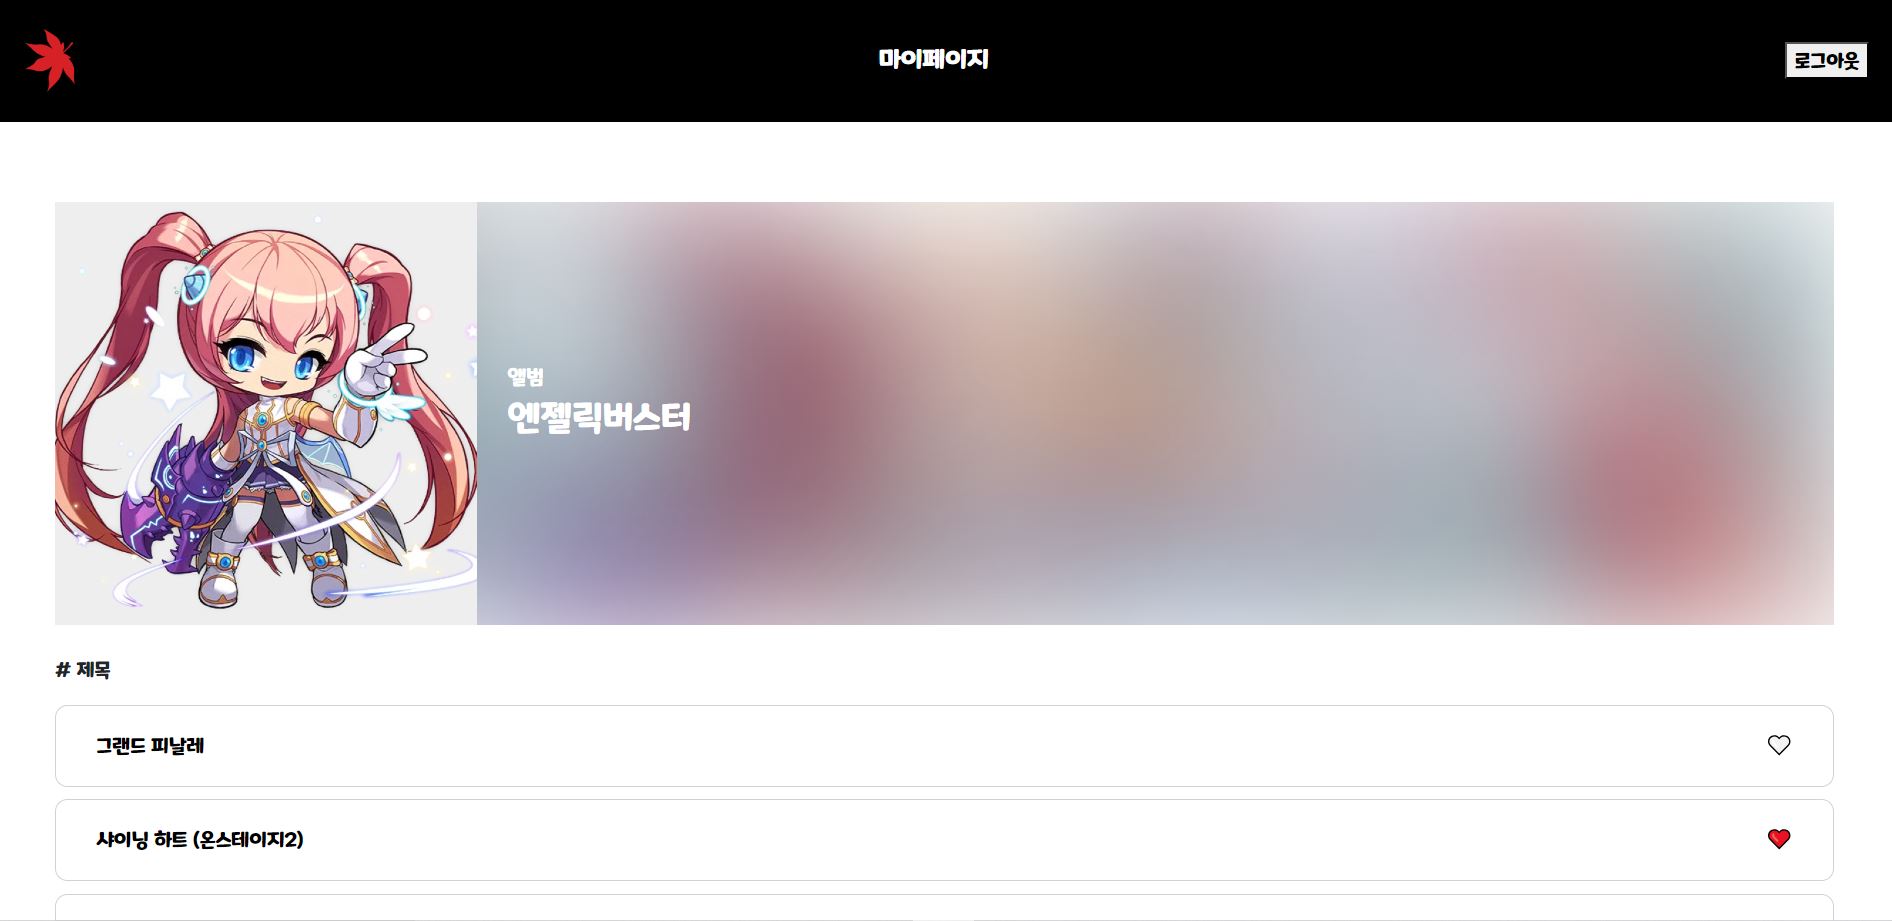 마이페이지
로그아웃
앨범
엔젤릭버스터
# 제목
그랜드 피날레
샤이닝 하트 (온스테이지2)